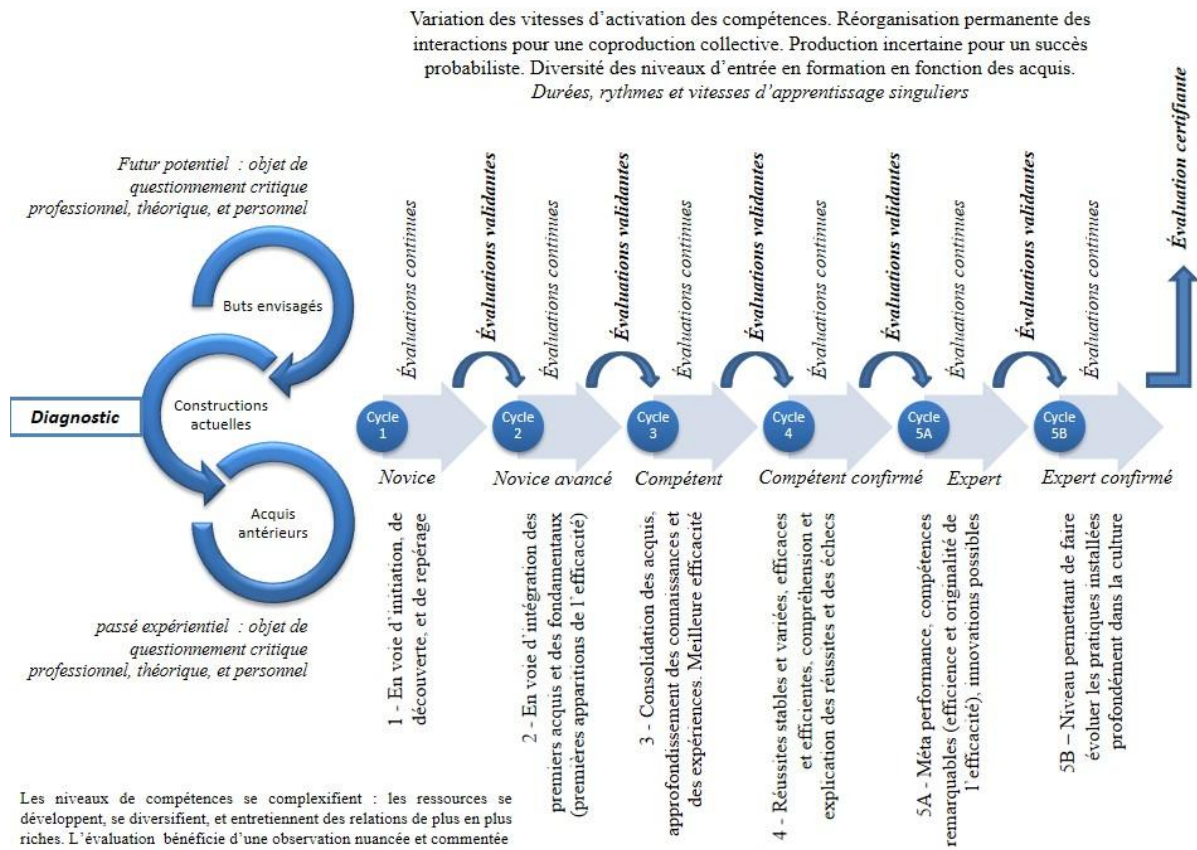 Variation des vitesses d'activation des compétences. Réorganisation permanente des
interactions pour une coproduction collective. Production incertaine pour un succès
probabiliste. Diversité des niveaux d'entrée en formation en fonction des acquis.
Durées, rythmes et vitesses d'apprentissage singuliers
Futur potentiel : objet de
questionnement critique
professionnel, théorique, et personnel
Buts envisagés
Diagnostic
Constructions
actuelles
Acquis
antérieurs
passé expérientiel : objet de
questionnement critique
professionnel, théorique, et personnel
Évaluations continues
Évaluations validantes
Évaluations continues
Évaluations validantes
Évaluations continues
Évaluations validantes
Évaluations continues
Évaluations validantes
Évaluations continues
Évaluations validantes
Évaluations continues
Évaluation certifiante
Cycle
1
Cycle
2
Cycle
3
Cycle
4
Cycle
5A
Cycle
5B
Novice
Novice avancé
Compétent
Compétent confirmé
Expert
Expert confirmé
1 - En voie d'initiation, de
découverte, et de repérage
2 - En voie d'intégration des
premiers acquis et des fondamentaux
(premières apparitions de l'efficacité)
3 - Consolidation des acquis,
approfondissement des connaissances et
des expériences. Meilleure efficacité
4 - Réussites stables et variées, efficaces
et efficientes, compréhension et
explication des réussites et des échecs
5A - Méta performance, compétences
remarquables (efficience et originalité de
l'efficacité), innovations possibles
5B – Niveau permettant de faire
évoluer les pratiques installées
profondément dans la culture
Les niveaux de compétences se complexifient : les ressources se
développent, se diversifient, et entretiennent des relations de plus en plus
riches. L'évaluation bénéficie d'une observation nuancée et commentée